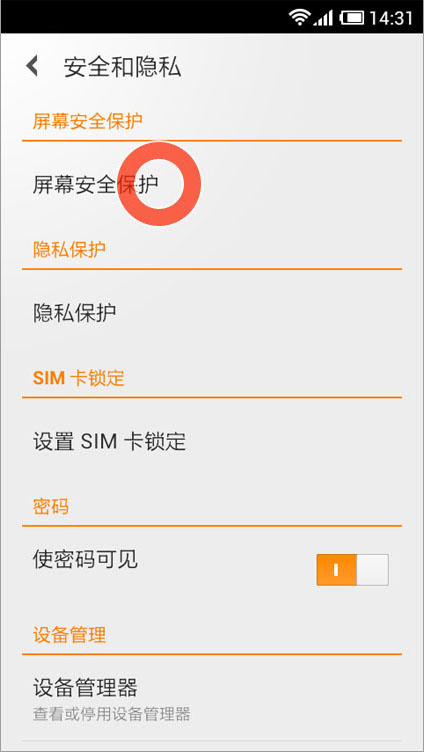 14:31
安全和隐私
屏幕安全保护
屏幕安全保护
隐私保护
隐私保护
SIM 卡锁定
设置 SIM 卡锁定
密码
使密码可见
设备管理
设备管理器
查看或停用设备管理器